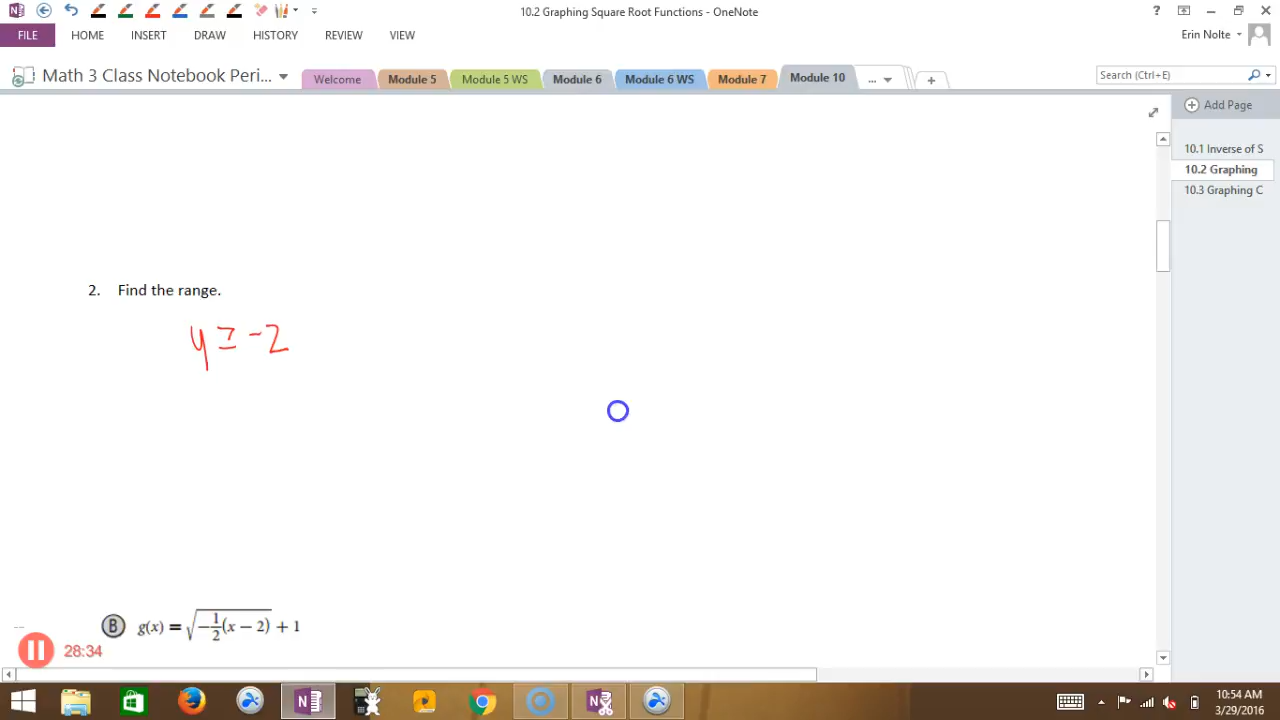 10.2 Graphing Square Root Functions - OneNote
?
FILE HOME INSERT DRAW HISTORY REVIEW VIEW
Erin Nolte
Math 3 Class Notebook Peri... Welcome Module 5 Module 5 WS Module 6 Module 6 WS Module 7 Module 10 ... +
Search (Ctrl+E)
Add Page
10.1 Inverse of S
10.2 Graphing
10.3 Graphing C
2. Find the range.
y ≥ -2
B g(x) = √(-1/2(x - 2)) + 1
28:34
10:54 AM
3/29/2016